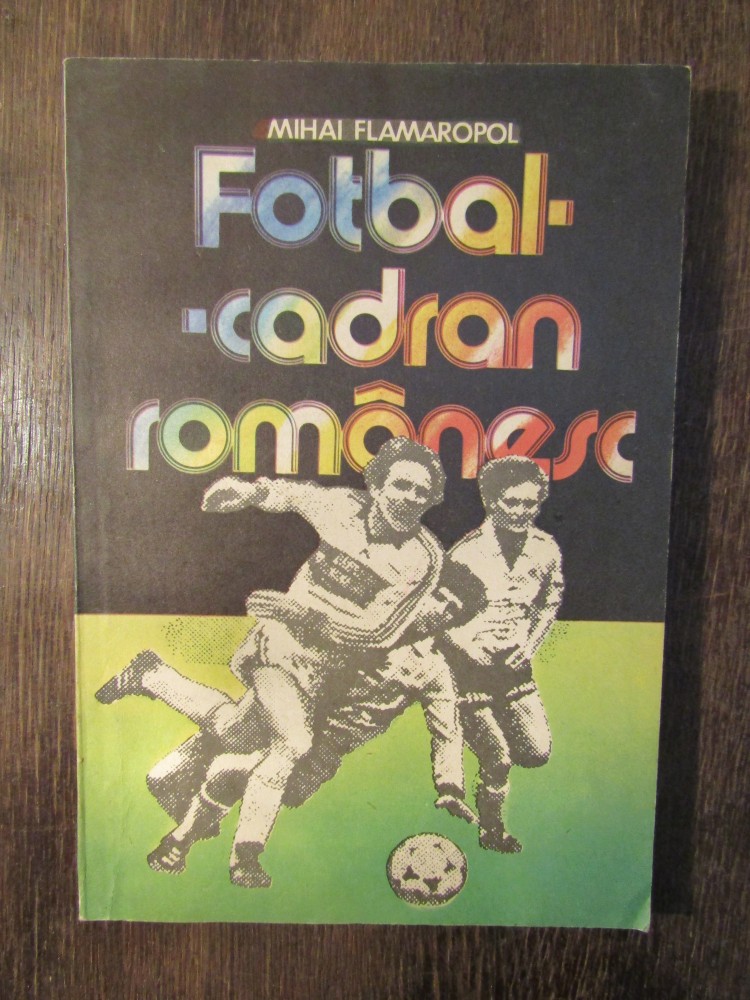 MIHAI FLAMAROPOL
Fotbal-
-cadran
românesc